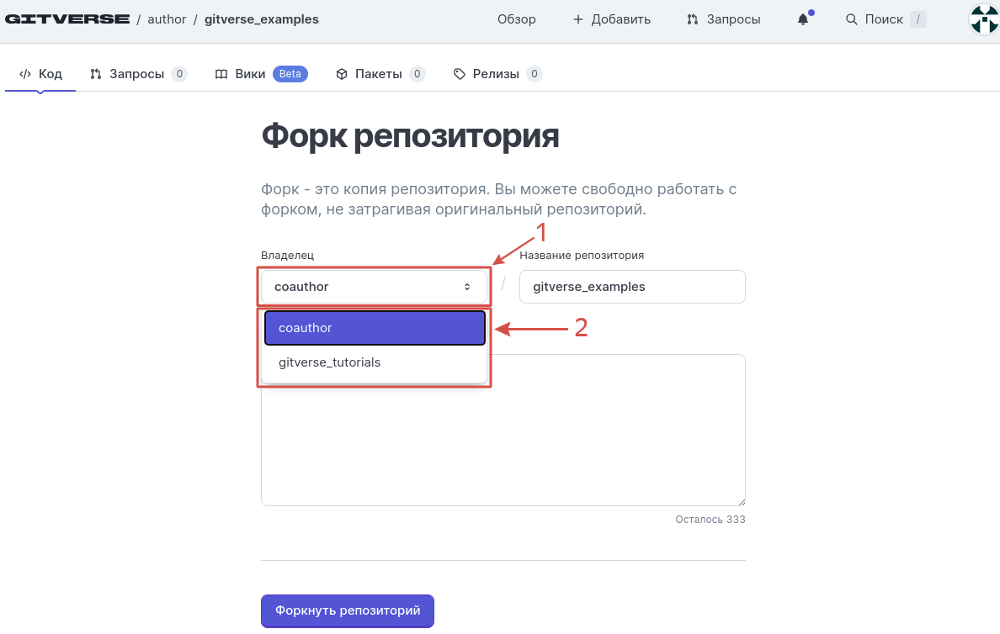 GITVERSE / author / gitverse_examples Обзор + Добавить Запросы Поиск /
Код Запросы 0 Вики Beta Пакеты 0 Релизы 0
Форк репозитория
Форк - это копия репозитория. Вы можете свободно работать с
форком, не затрагивая оригинальный репозиторий.
1
Владелец Название репозитория
coauthor / gitverse_examples
coauthor 2
gitverse_tutorials
Осталось 333
Форкнуть репозиторий